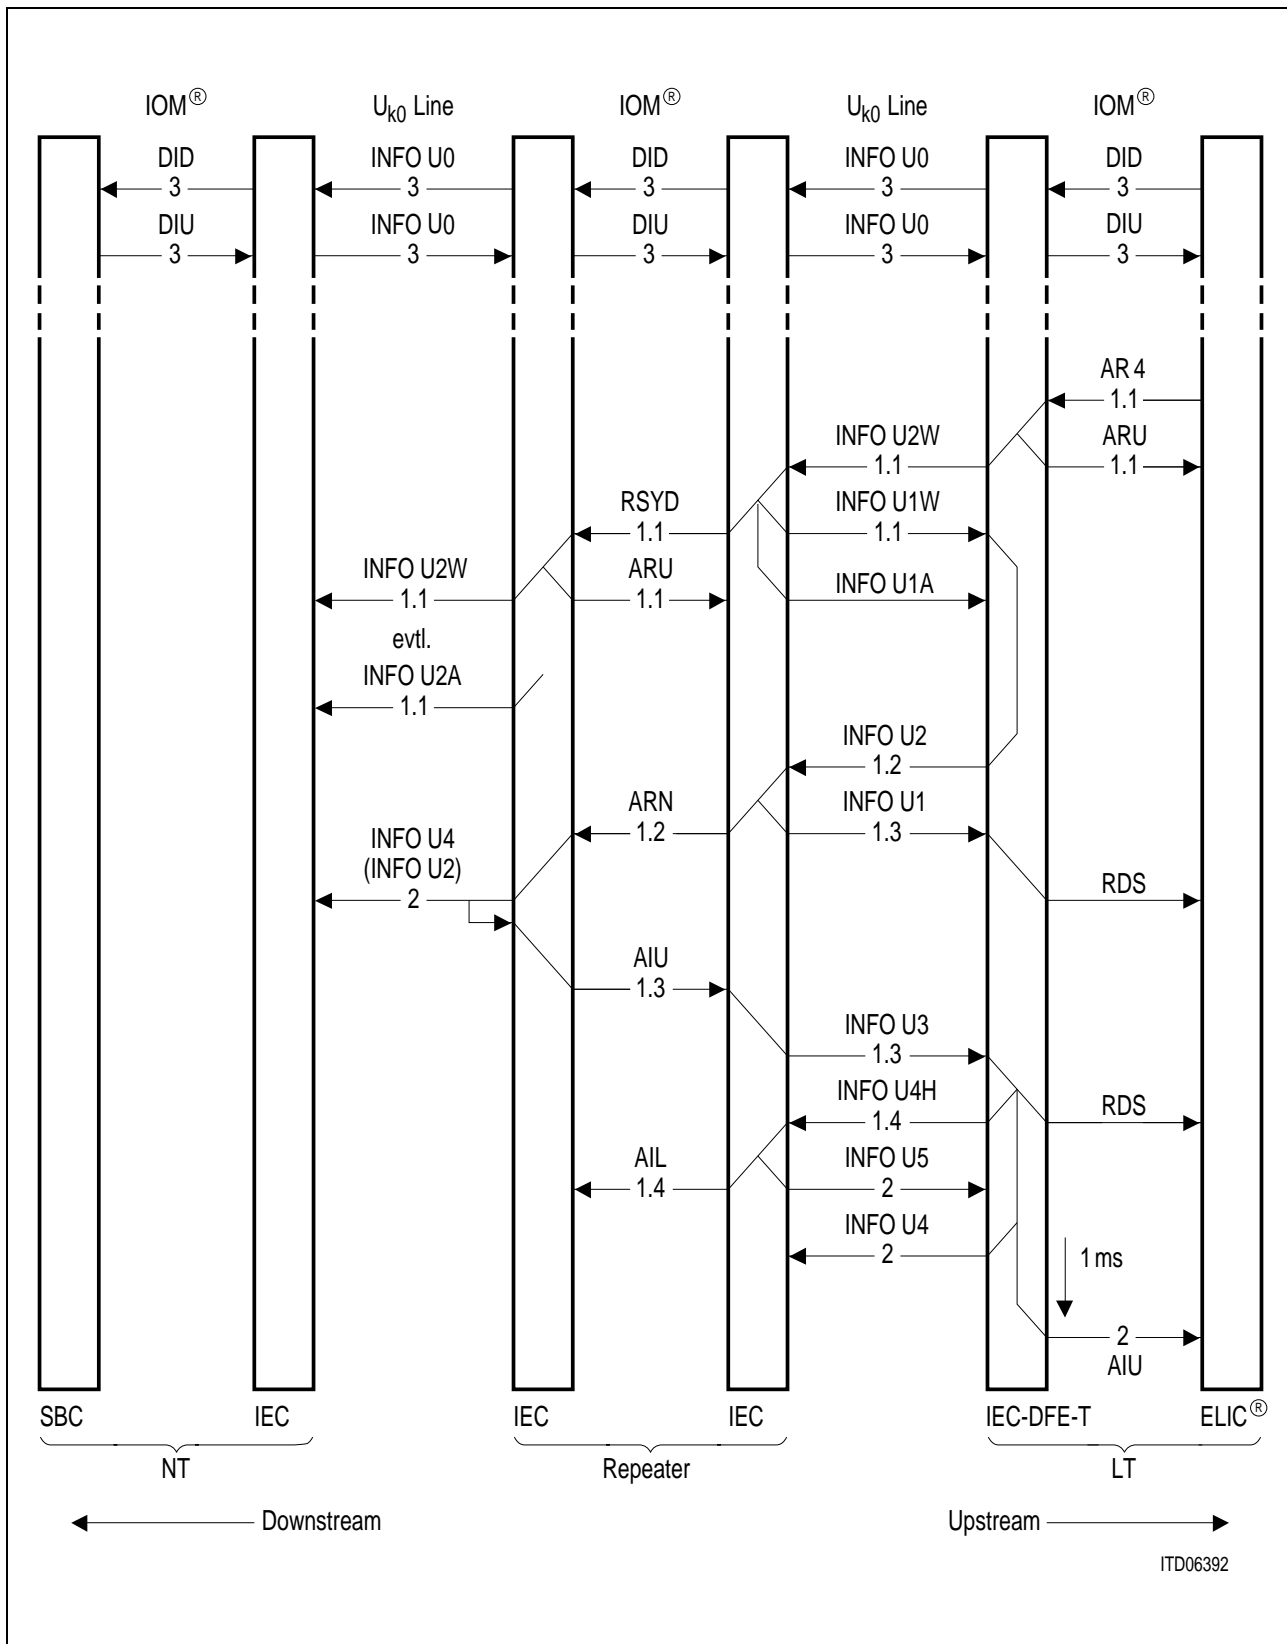 IOM® Uk0 Line IOM® Uk0 Line IOM®
DID INFO U0 DID INFO U0 DID
3 3 3 3 3
DIU INFO U0 DIU INFO U0 DIU
3 3 3 3 3
AR 4
1.1
INFO U2W ARU
1.1 1.1
RSYD INFO U1W
1.1 1.1
INFO U2W ARU INFO U1A
1.1 1.1
evtl.
INFO U2A
1.1
INFO U2
1.2
ARN INFO U1
1.2 1.3
INFO U4
(INFO U2) RDS
2
AIU
1.3
INFO U3
1.3
INFO U4H RDS
1.4
AIL INFO U5
1.4 2
INFO U4
2 1 ms
2
AIU
SBC IEC IEC IEC IEC-DFE-T ELIC®
NT Repeater LT
Downstream Upstream
ITD06392